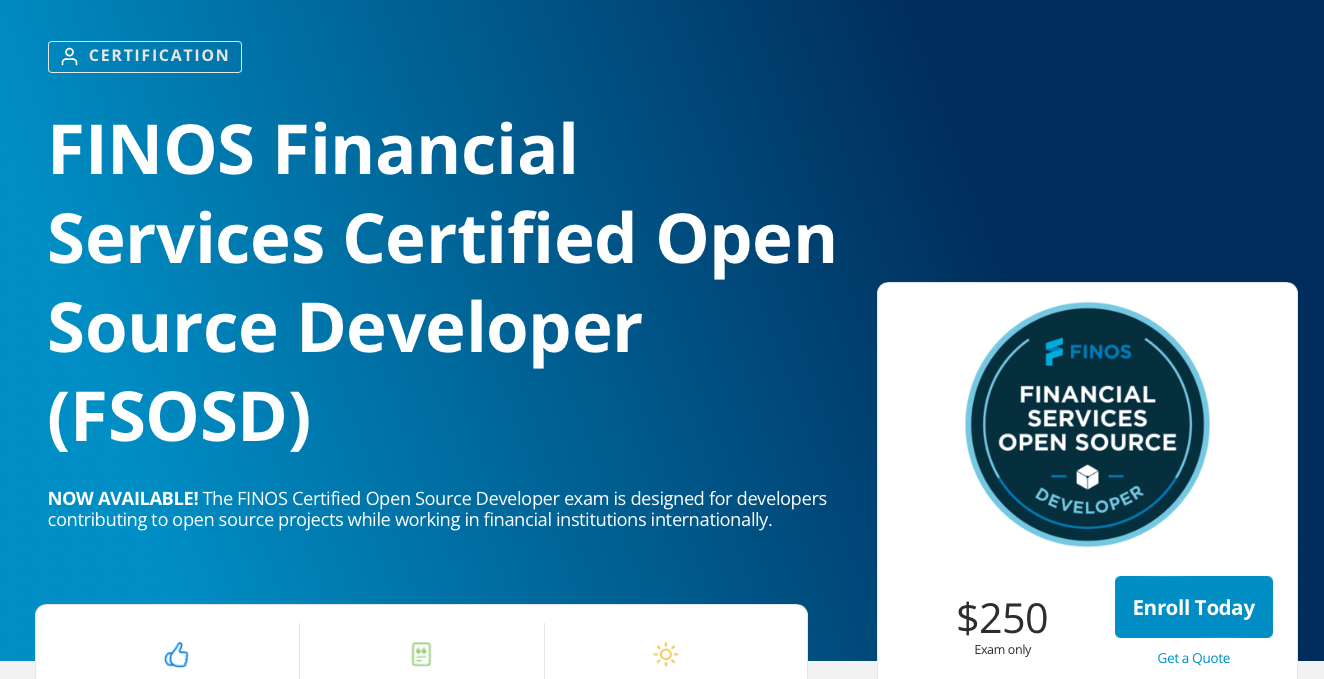 CERTIFICATION
FINOS Financial
Services Certified Open
Source Developer
(FSOSD)
NOW AVAILABLE! The FINOS Certified Open Source Developer exam is designed for developers
contributing to open source projects while working in financial institutions internationally.
FINOS
FINANCIAL
SERVICES
OPEN SOURCE
DEVELOPER
$250
Exam only
Enroll Today
Get a Quote